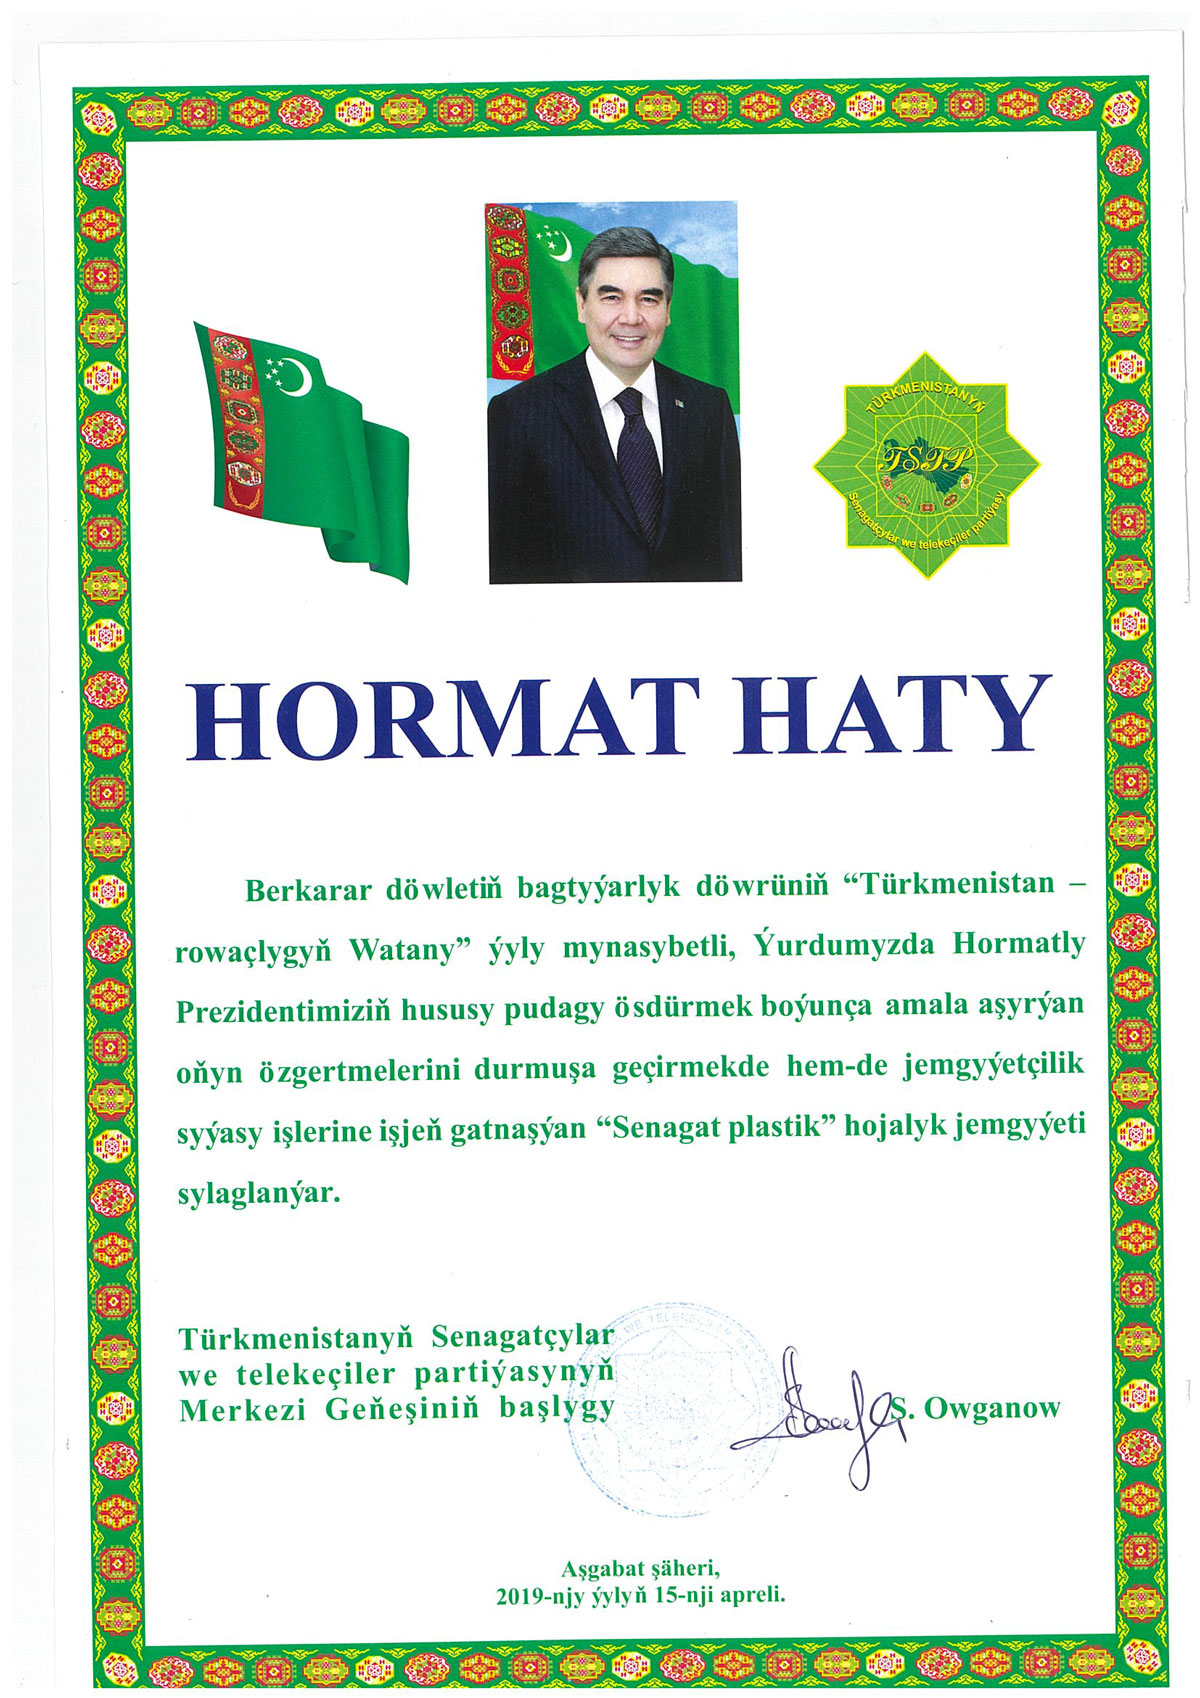 TÜRKMENISTANYŇ
TSTP
Senagatçylar we telekeçiler partiýasy
HORMAT HATY
Berkarar döwletiň bagtyýarlyk döwrüniň “Türkmenistan –
rowaçlygyň Watany” ýyly mynasybetli, Ýurdumyzda Hormatly
Prezidentimiziň hususy pudagy ösdürmek boýunça amala aşyrýan
oňyn özgertmelerini durmuşa geçirmekde hem-de jemgyýetçilik
syýasy işlerine işjeň gatnaşýan “Senagat plastik” hojalyk jemgyýeti
sylaglanýar.
Türkmenistanyň Senagatçylar
we telekeçiler partiýasynyň
Merkezi Geňeşiniň başlygy
S. Owganow
Aşgabat şäheri,
2019-njy ýylyň 15-nji apreli.